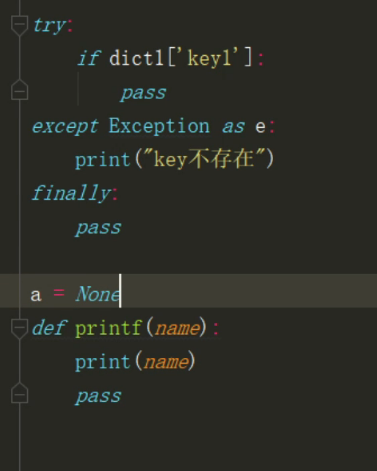 try:
    if dict1['key1']:
        pass
except Exception as e:
    print("key不存在")
finally:
    pass
a = None
def printf(name):
    print(name)
    pass